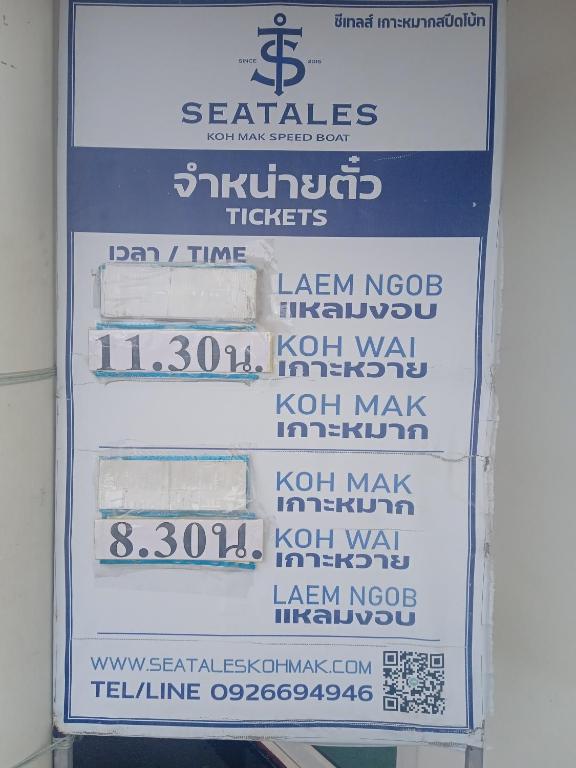 ซีเทลส์ เกาะหมากสปีดโบ้ท
SINCE 2015
SEATALES
KOH MAK SPEED BOAT
จำหน่ายตั๋ว
TICKETS
เวลา / TIME
LAEM NGOB
แหลมงอบ
11.30น.
KOH WAI
เกาะหวาย
KOH MAK
เกาะหมาก
KOH MAK
เกาะหมาก
8.30น.
KOH WAI
เกาะหวาย
LAEM NGOB
แหลมงอบ
WWW.SEATALESKOHMAK.COM
TEL/LINE 0926694946